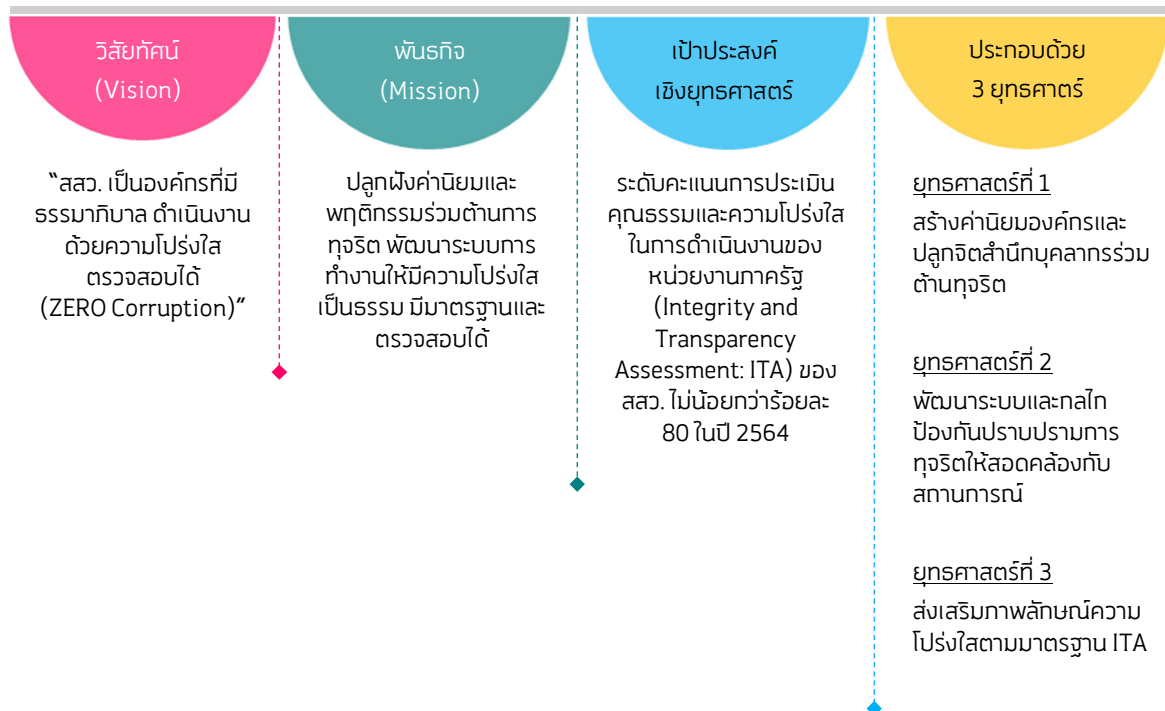 วิสัยทัศน์
(Vision)
"สสว. เป็นองค์กรที่มี
ธรรมาภิบาล ดำเนินงาน
ด้วยความโปร่งใส
ตรวจสอบได้
(ZERO Corruption)"
พันธกิจ
(Mission)
ปลูกฝังค่านิยมและ
พฤติกรรมร่วมต้านการ
ทุจริต พัฒนาระบบการ
ทำงานให้มีความโปร่งใส
เป็นธรรม มีมาตรฐานและ
ตรวจสอบได้
เป้าประสงค์
เชิงยุทธศาสตร์
ระดับคะแนนการประเมิน
คุณธรรมและความโปร่งใส
ในการดำเนินงานของ
หน่วยงานภาครัฐ
(Integrity and
Transparency
Assessment: ITA) ของ
สสว. ไม่น้อยกว่าร้อยละ
80 ในปี 2564
ประกอบด้วย
3 ยุทธศาตร์
ยุทธศาสตร์ที่ 1
สร้างค่านิยมองค์กรและ
ปลูกจิตสำนึกบุคลากรร่วม
ต้านทุจริต
ยุทธศาสตร์ที่ 2
พัฒนาระบบและกลไก
ป้องกันปราบปรามการ
ทุจริตให้สอดคล้องกับ
สถานการณ์
ยุทธศาสตร์ที่ 3
ส่งเสริมภาพลักษณ์ความ
โปร่งใสตามมาตรฐาน ITA